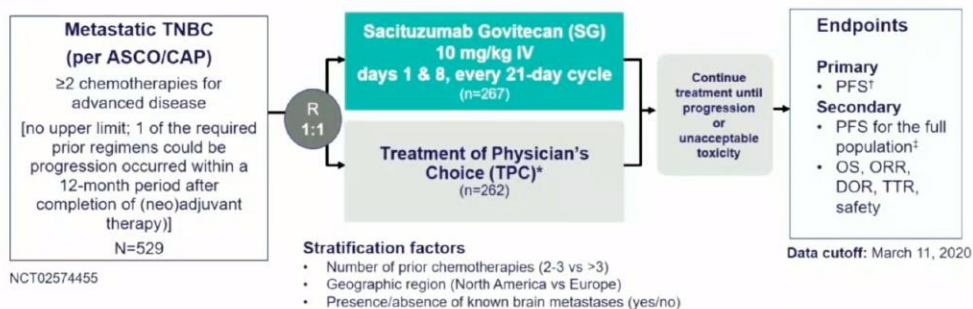 Metastatic TNBC
(per ASCO/CAP)
≥2 chemotherapies for
advanced disease
[no upper limit; 1 of the required
prior regimens could be
progression occurred within a
12-month period after
completion of (neo)adjuvant
therapy)]
N=529
NCT02574455
R
1:1
Sacituzumab Govitecan (SG)
10 mg/kg IV
days 1 & 8, every 21-day cycle
(n=267)
Treatment of Physician's
Choice (TPC)*
(n=262)
Stratification factors
• Number of prior chemotherapies (2-3 vs >3)
• Geographic region (North America vs Europe)
• Presence/absence of known brain metastases (yes/no)
Continue
treatment until
progression
or
unacceptable
toxicity
Endpoints
Primary
• PFS†
Secondary
• PFS for the full
population‡
• OS, ORR,
DOR, TTR,
safety
Data cutoff: March 11, 2020